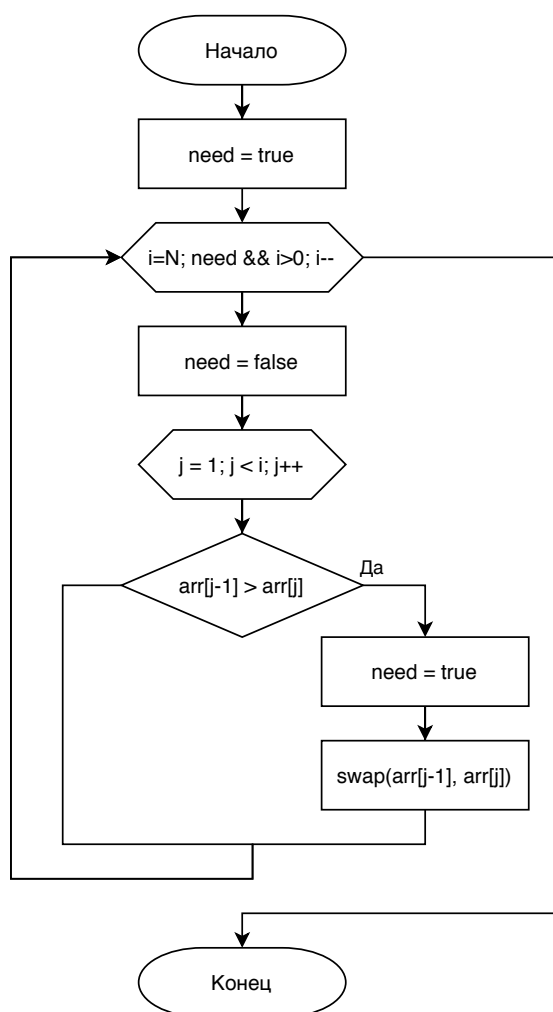 Начало
need = true
i=N; need && i>0; i--
need = false
j = 1; j < i; j++
arr[j-1] > arr[j]
Да
need = true
swap(arr[j-1], arr[j])
Конец